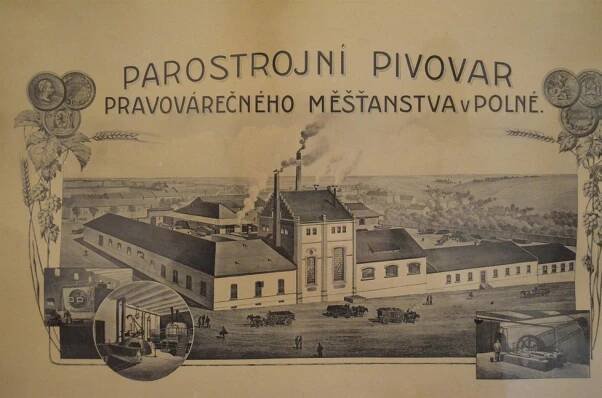 PAROSTROJNÍ PIVOVAR
PRAVOVÁREČNÉHO MĚŠŤANSTVA v POLNÉ.